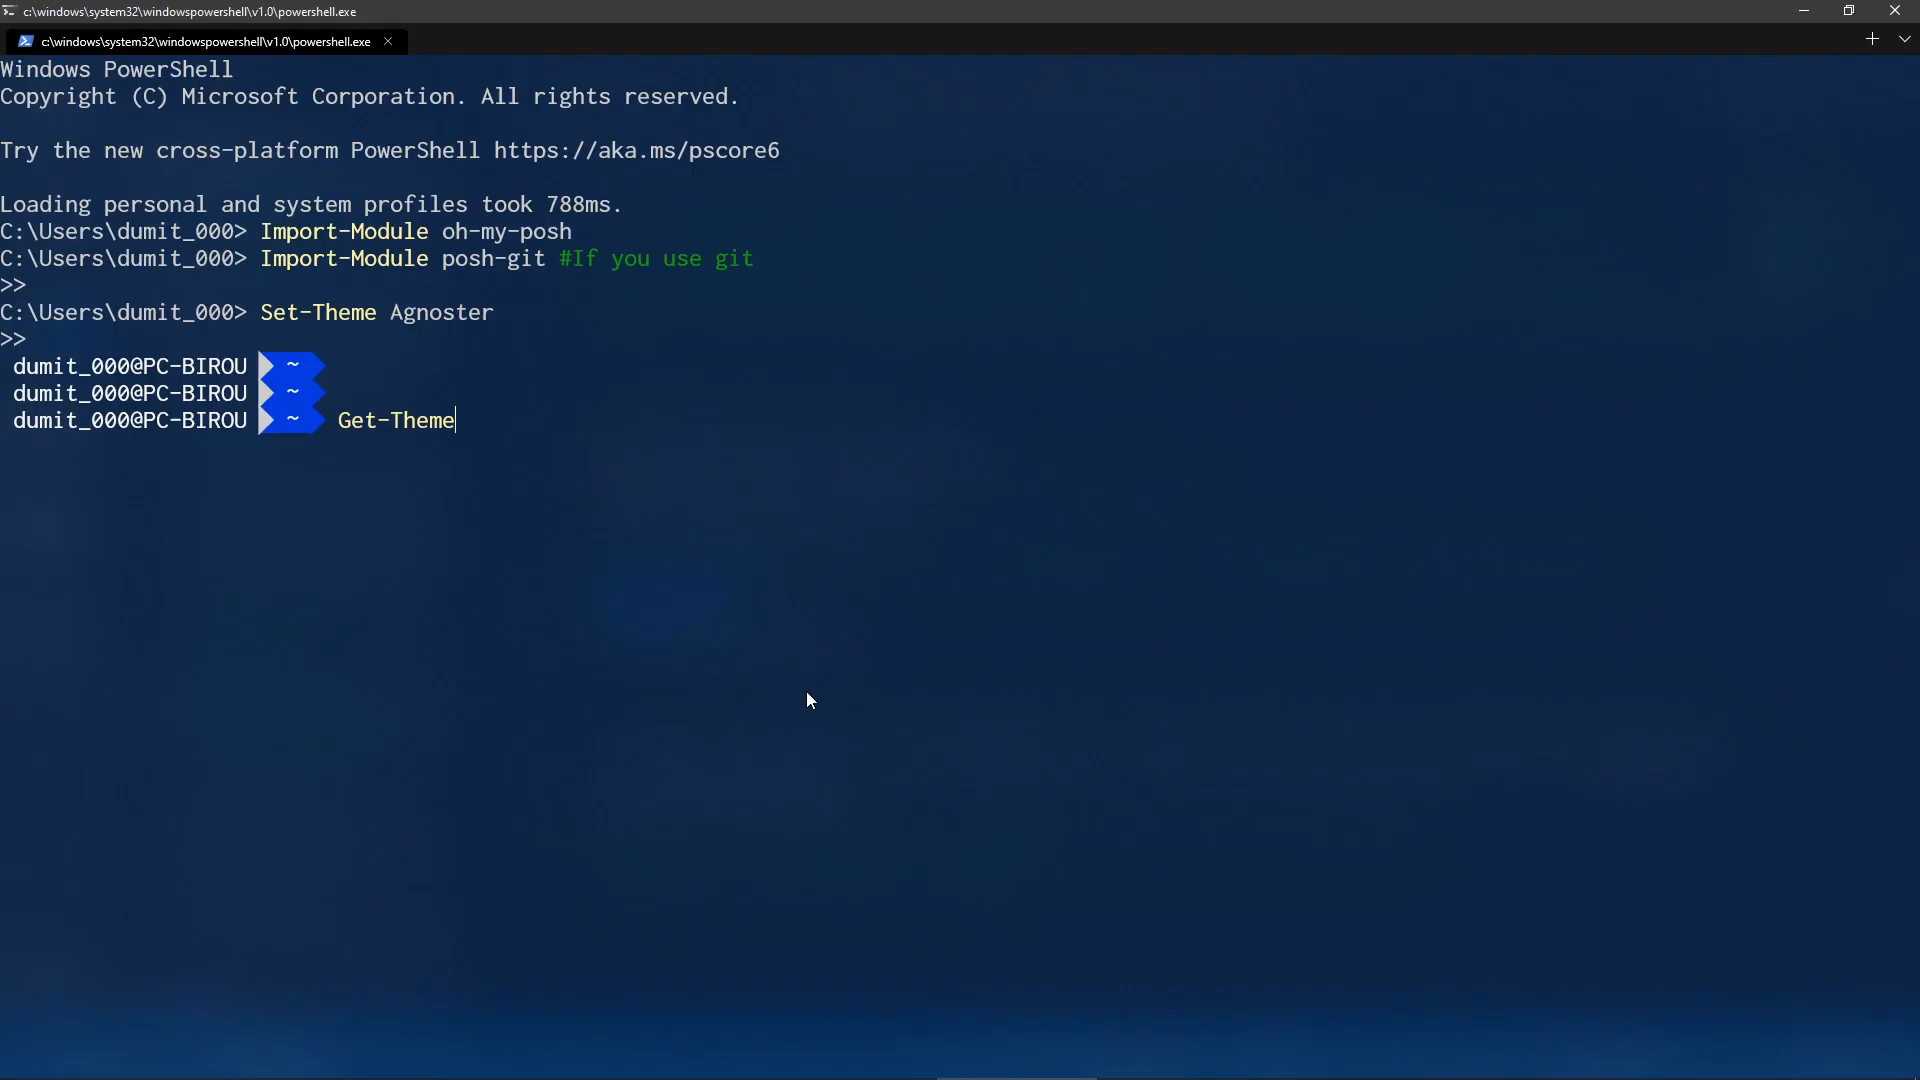 c:\windows\system32\windowspowershell\v1.0\powershell.exe
c:\windows\system32\windowspowershell\v1.0\powershell.exe
Windows PowerShell
Copyright (C) Microsoft Corporation. All rights reserved.
Try the new cross-platform PowerShell https://aka.ms/pscore6
Loading personal and system profiles took 788ms.
C:\Users\dumit_000> Import-Module oh-my-posh
C:\Users\dumit_000> Import-Module posh-git #If you use git
>>
C:\Users\dumit_000> Set-Theme Agnoster
>>
dumit_000@PC-BIROU ~
dumit_000@PC-BIROU ~
dumit_000@PC-BIROU ~ Get-Theme